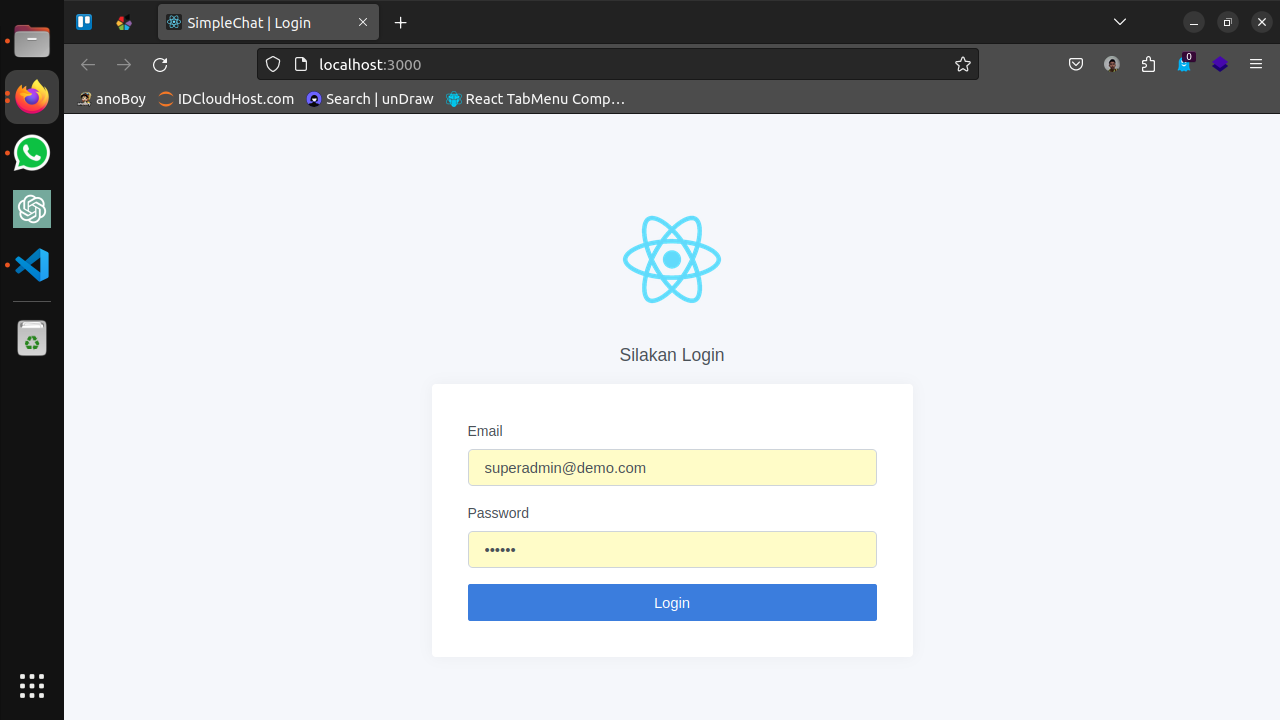 SimpleChat | Login
localhost:3000
0
anoBoy
IDCloudHost.com
Search | unDraw
React TabMenu Comp…
Silakan Login
Email
superadmin@demo.com
Password
••••••
Login